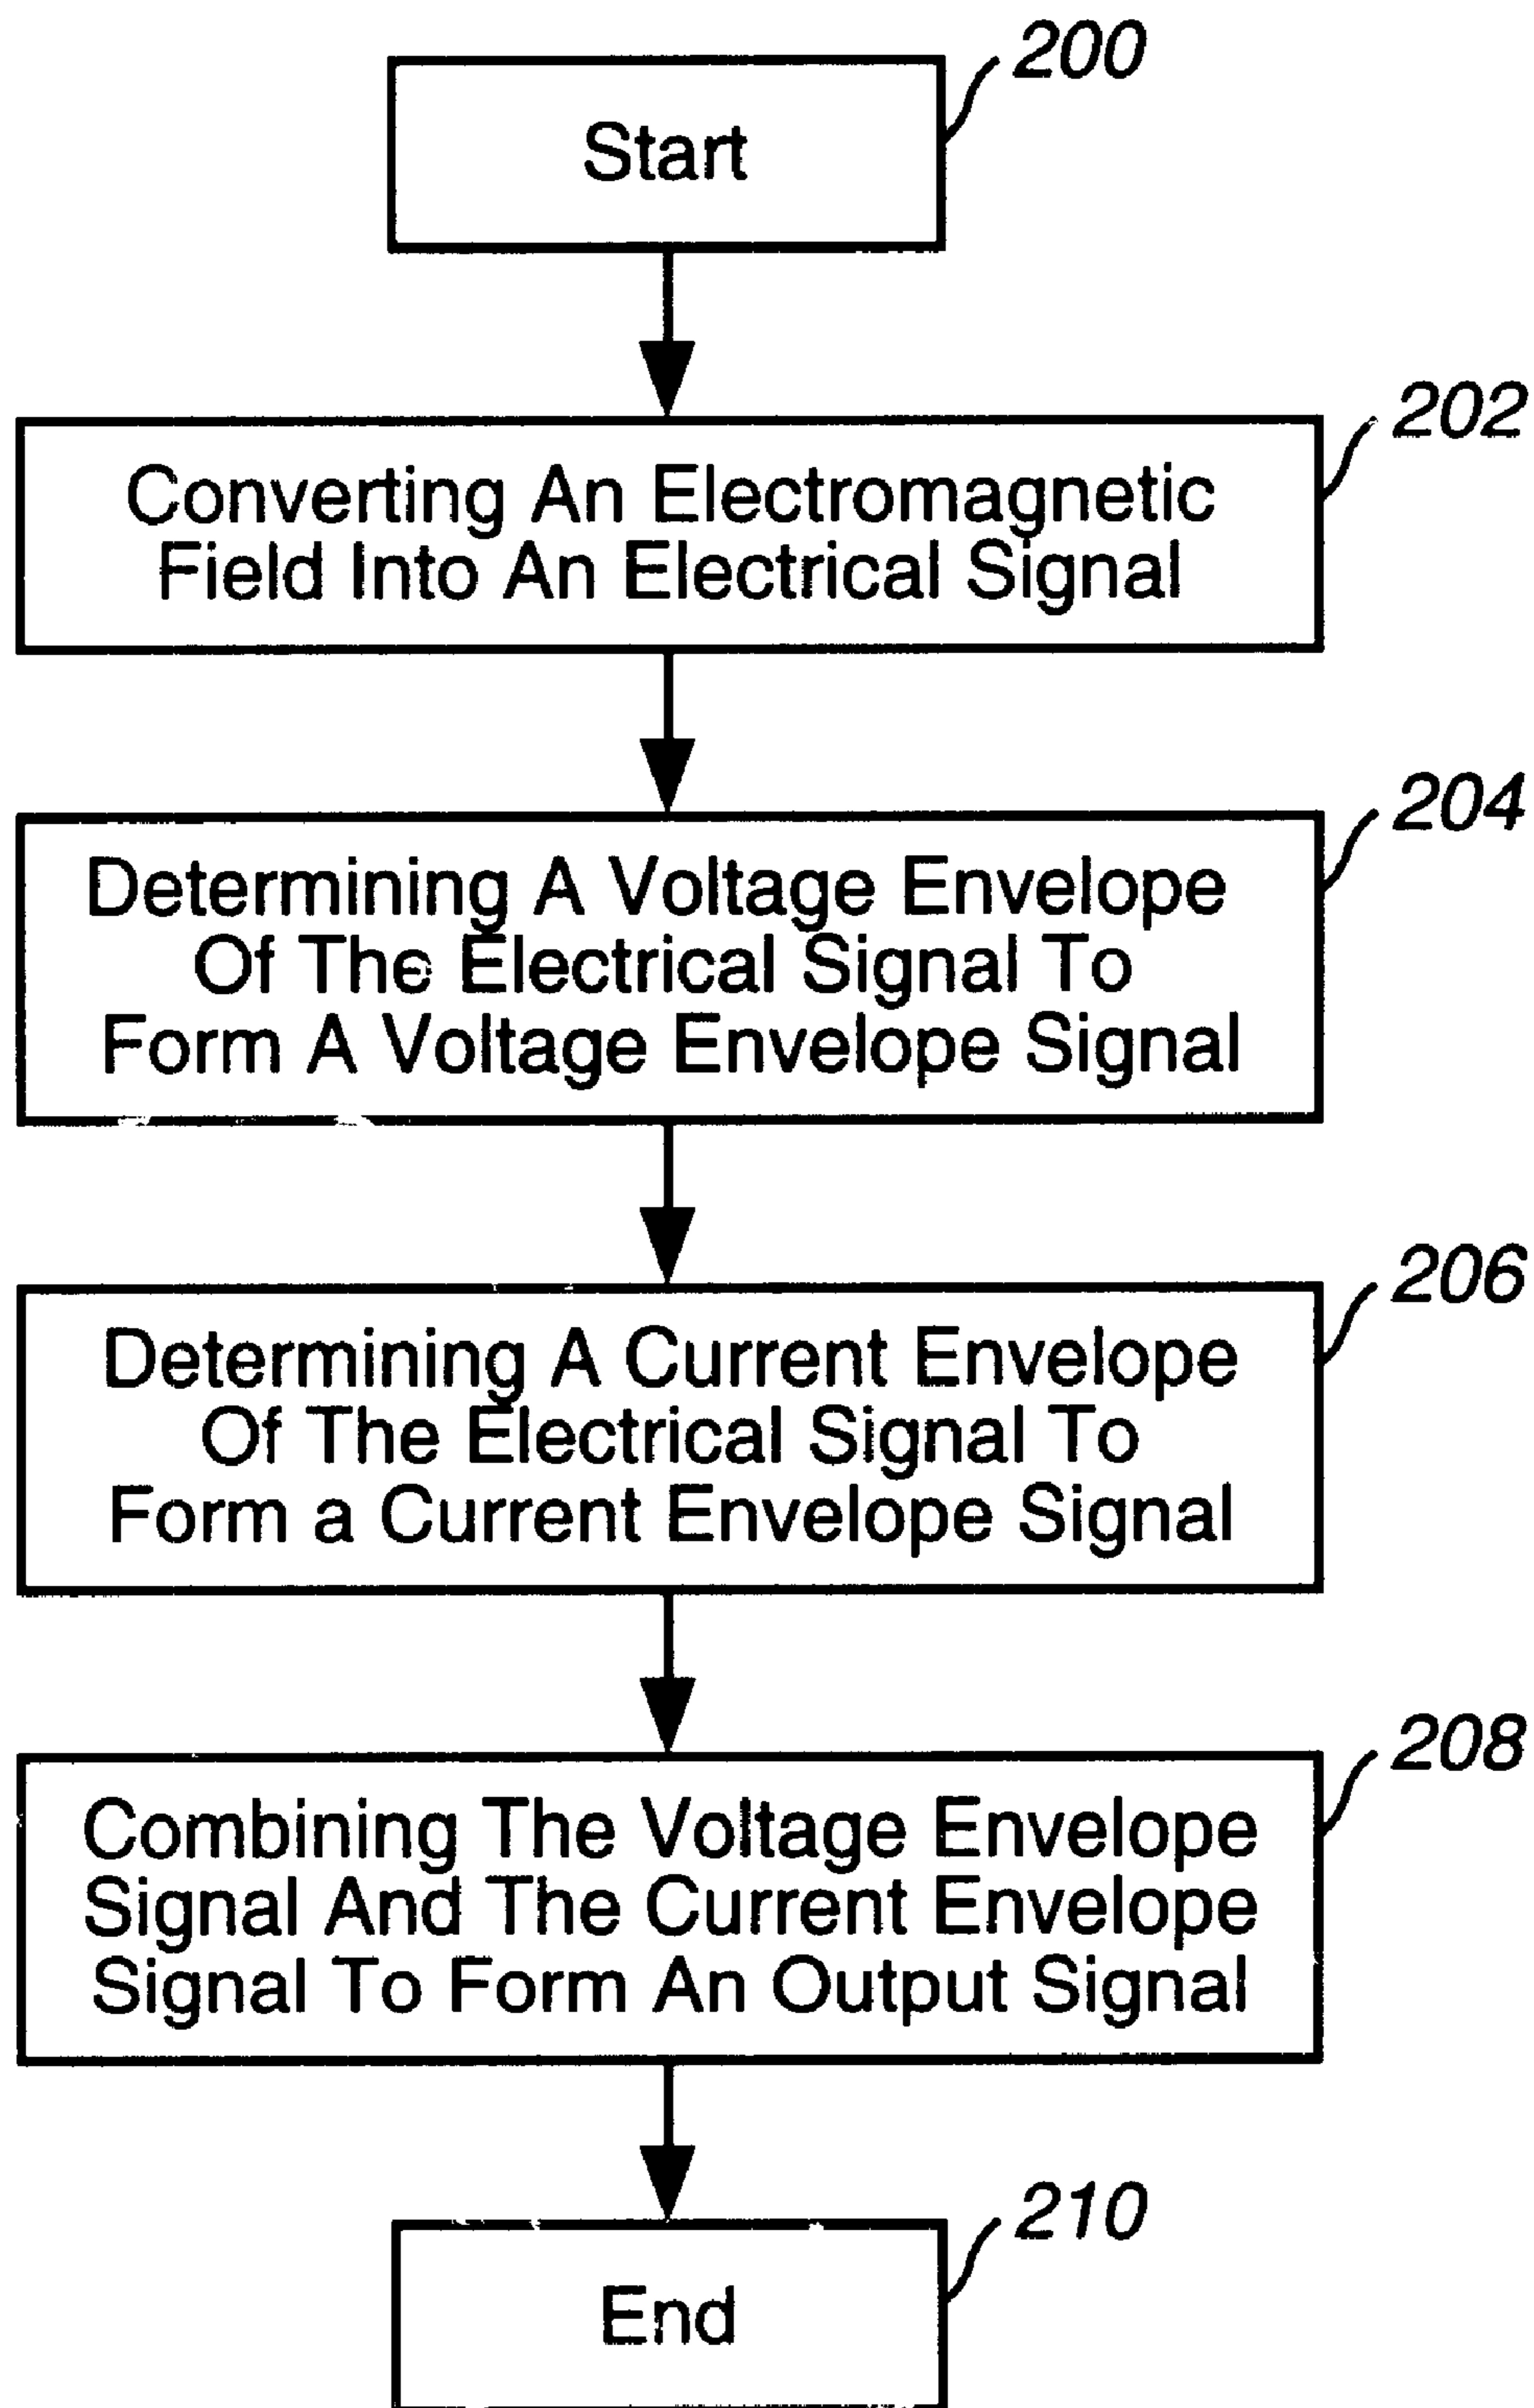 200
Start
202
Converting An Electromagnetic
Field Into An Electrical Signal
204
Determining A Voltage Envelope
Of The Electrical Signal To
Form A Voltage Envelope Signal
206
Determining A Current Envelope
Of The Electrical Signal To
Form a Current Envelope Signal
208
Combining The Voltage Envelope
Signal And The Current Envelope
Signal To Form An Output Signal
210
End